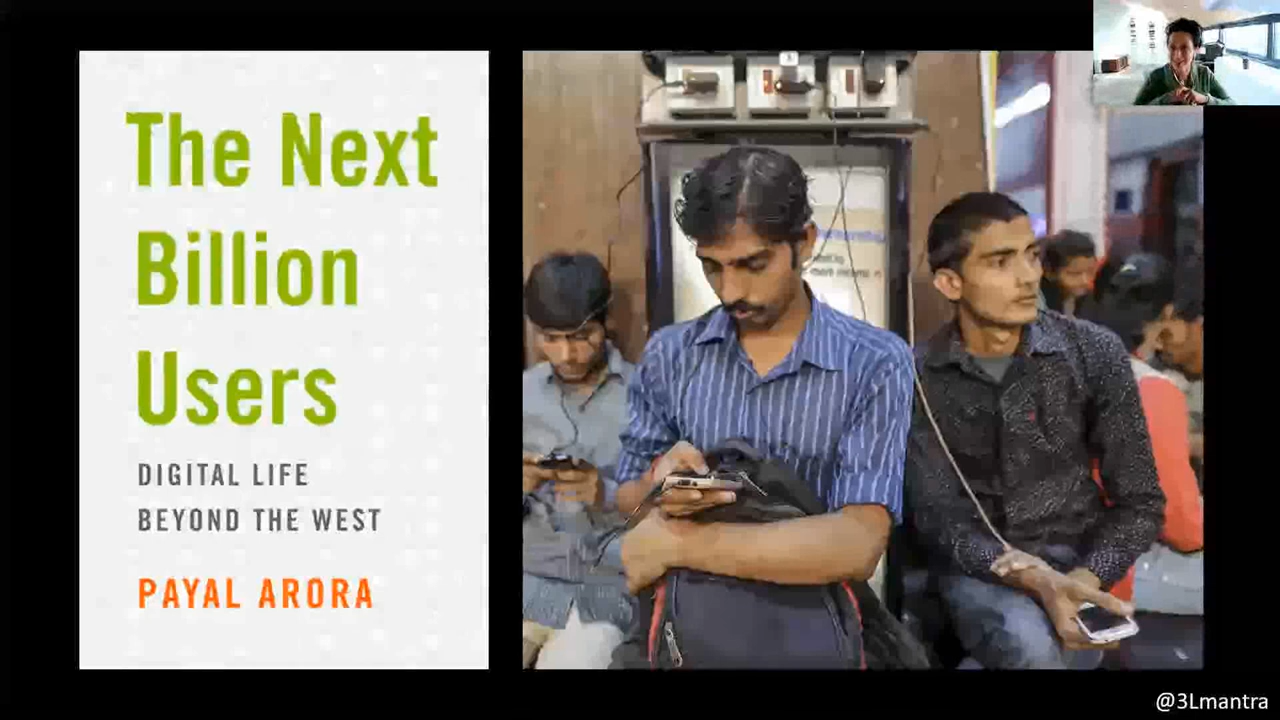 The Next
Billion
Users
DIGITAL LIFE
BEYOND THE WEST
PAYAL ARORA
@3Lmantra